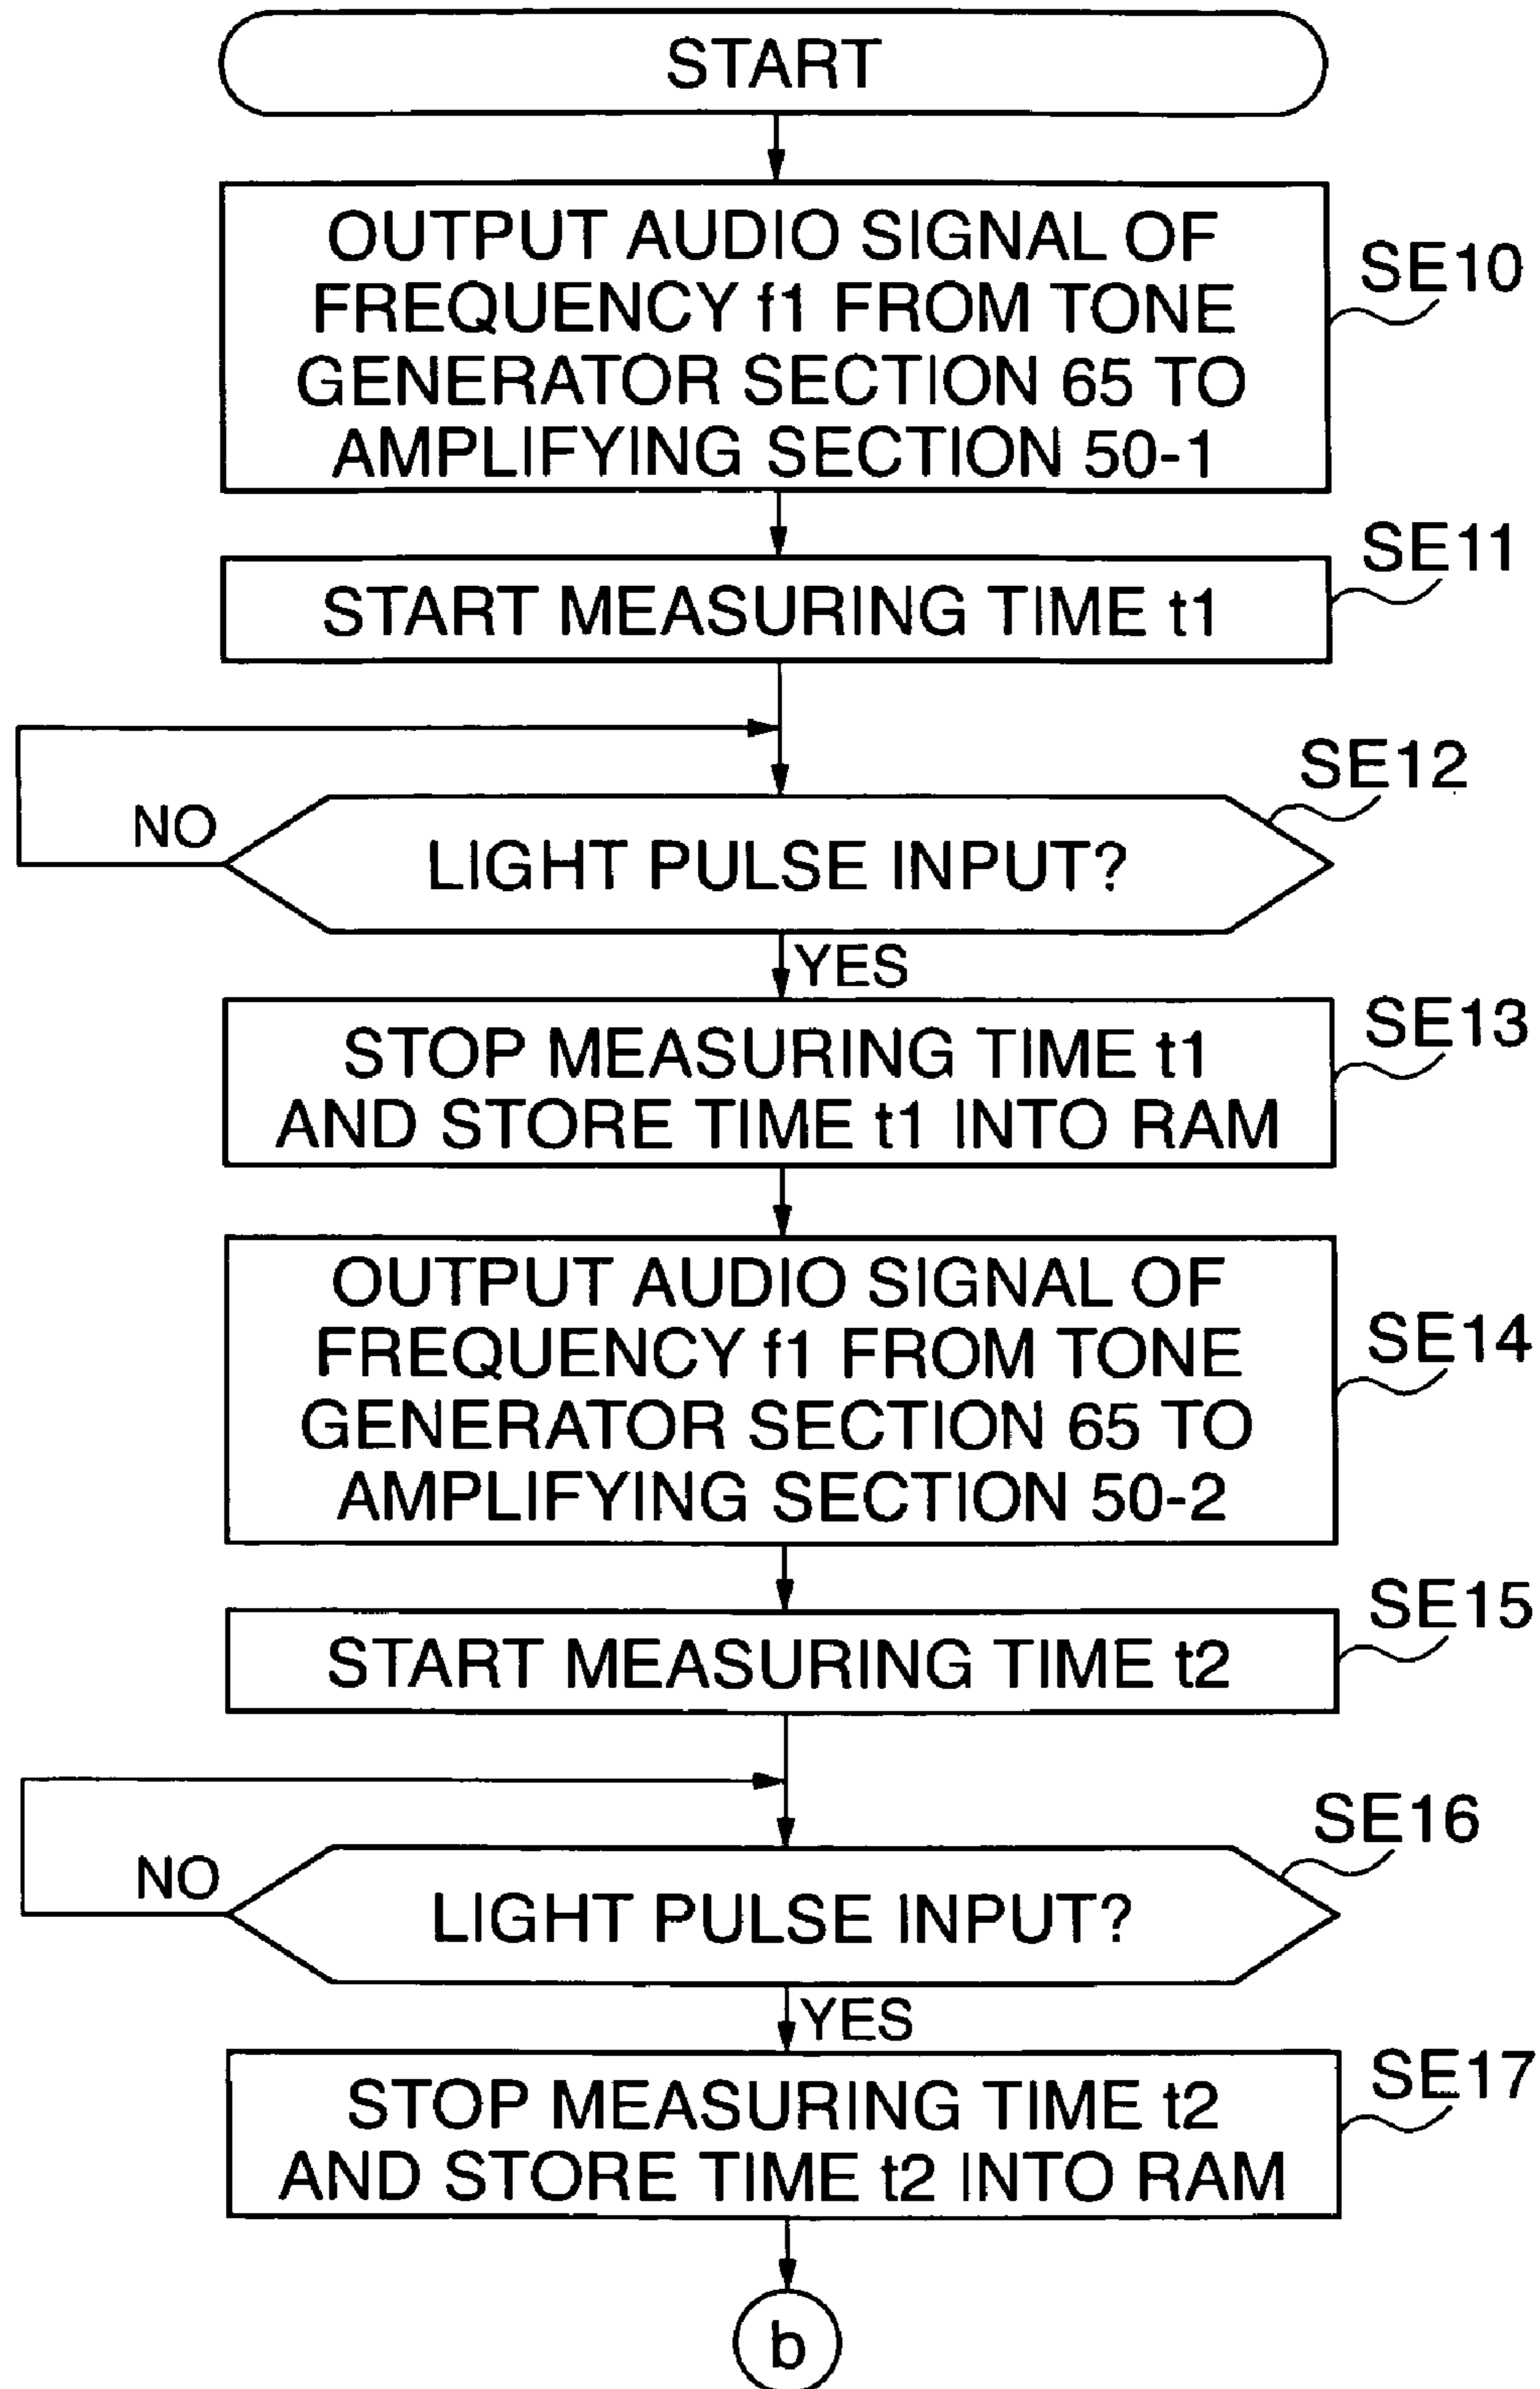 START
OUTPUT AUDIO SIGNAL OF
FREQUENCY f1 FROM TONE
GENERATOR SECTION 65 TO
AMPLIFYING SECTION 50-1
SE10
START MEASURING TIME t1
SE11
LIGHT PULSE INPUT?
SE12
NO
YES
STOP MEASURING TIME t1
AND STORE TIME t1 INTO RAM
SE13
OUTPUT AUDIO SIGNAL OF
FREQUENCY f1 FROM TONE
GENERATOR SECTION 65 TO
AMPLIFYING SECTION 50-2
SE14
START MEASURING TIME t2
SE15
LIGHT PULSE INPUT?
SE16
NO
YES
STOP MEASURING TIME t2
AND STORE TIME t2 INTO RAM
SE17
b